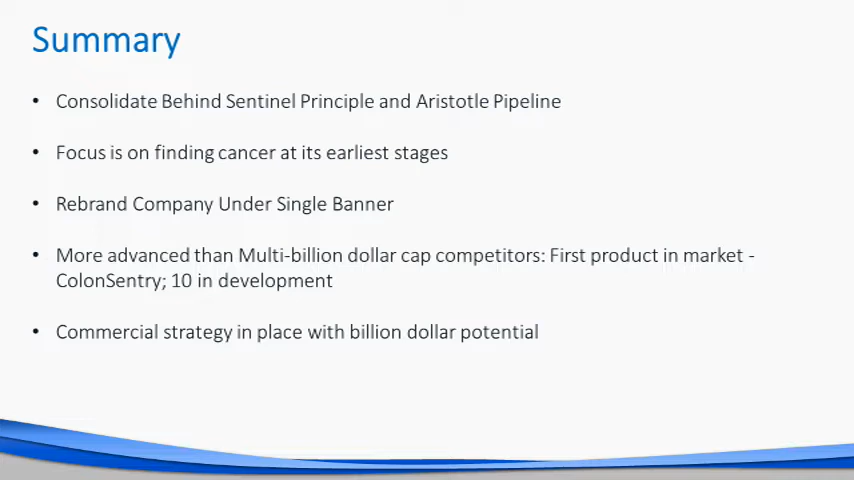 Summary
• Consolidate Behind Sentinel Principle and Aristotle Pipeline
• Focus is on finding cancer at its earliest stages
• Rebrand Company Under Single Banner
• More advanced than Multi-billion dollar cap competitors: First product in market -
ColonSentry; 10 in development
• Commercial strategy in place with billion dollar potential